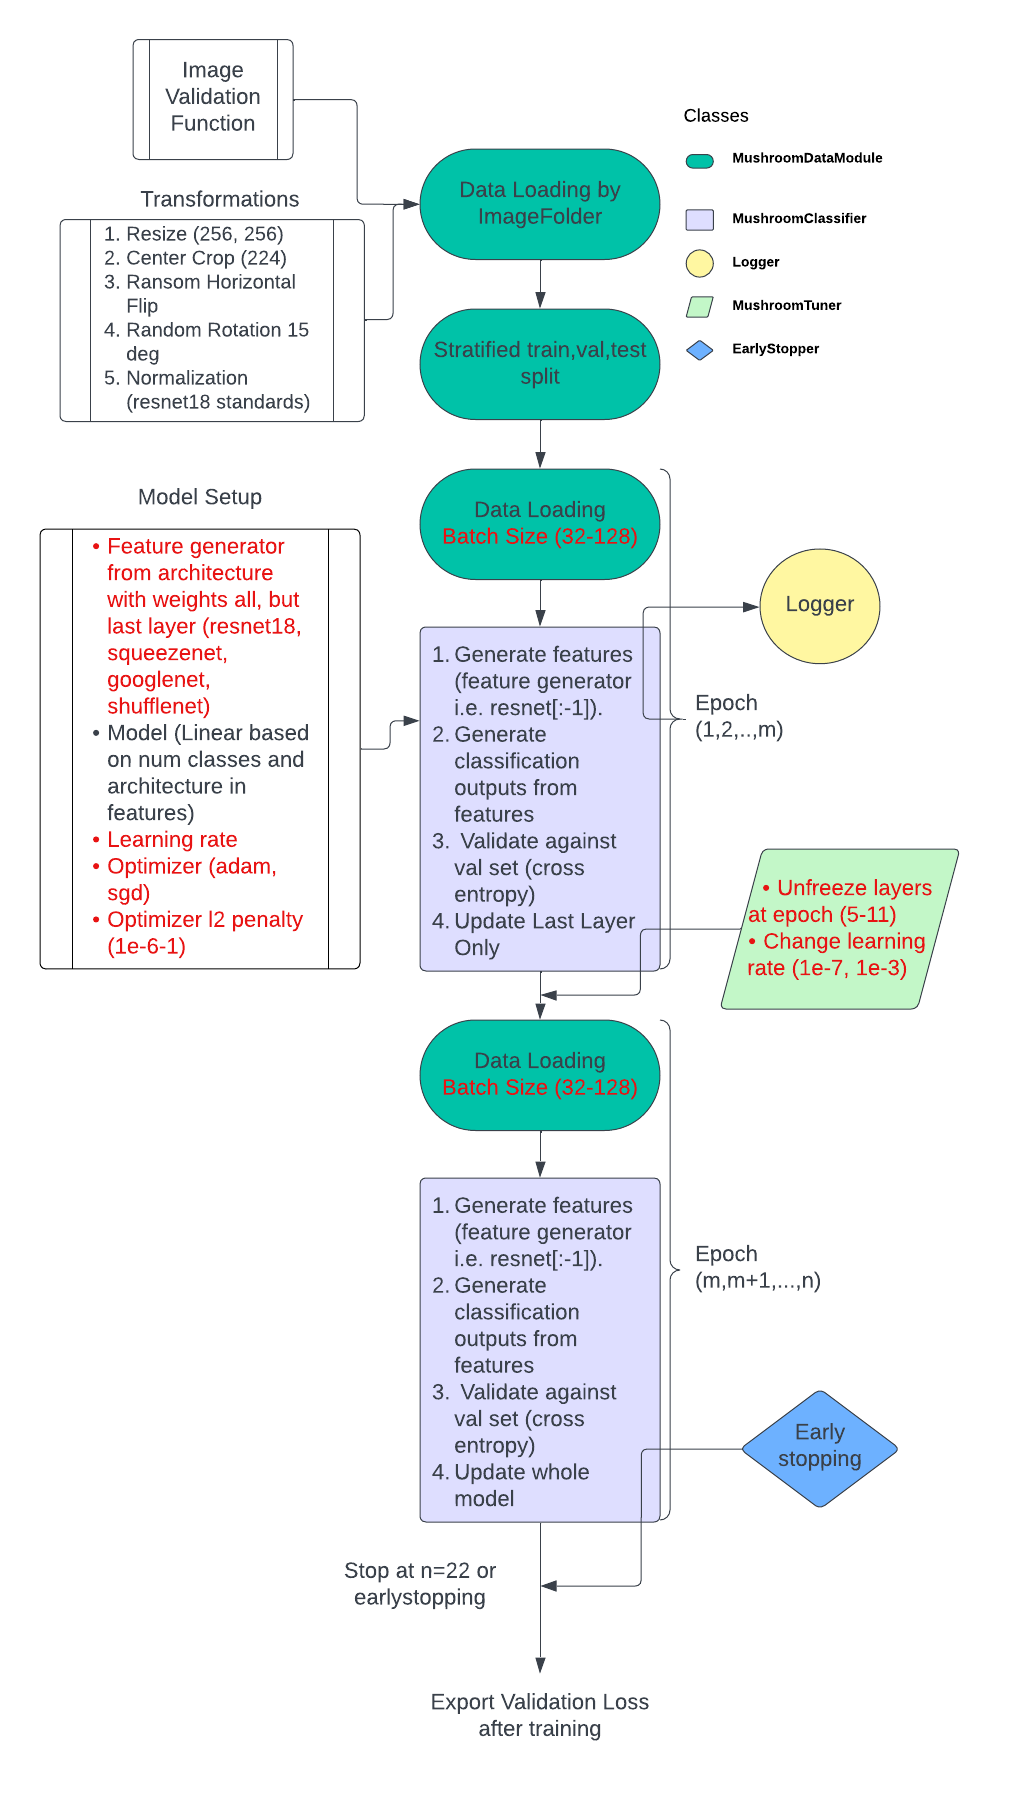 Image
Validation
Function
Classes
MushroomDataModule
MushroomClassifier
Logger
MushroomTuner
EarlyStopper
Transformations
1. Resize (256, 256)
2. Center Crop (224)
3. Ransom Horizontal
Flip
4. Random Rotation 15
deg
5. Normalization
(resnet18 standards)
Data Loading by
ImageFolder
Stratified train,val,test
split
Data Loading
Batch Size (32-128)
Model Setup
• Feature generator
from architecture
with weights all, but
last layer (resnet18,
squeezenet,
googlenet,
shufflenet)
• Model (Linear based
on num classes and
architecture in
features)
• Learning rate
• Optimizer (adam,
sgd)
• Optimizer l2 penalty
(1e-6-1)
1. Generate features
(feature generator
i.e. resnet[:-1]).
2. Generate
classification
outputs from
features
3. Validate against
val set (cross
entropy)
4. Update Last Layer
Only
Logger
Epoch
(1,2,..,m)
• Unfreeze layers
at epoch (5-11)
• Change learning
rate (1e-7, 1e-3)
Data Loading
Batch Size (32-128)
1. Generate features
(feature generator
i.e. resnet[:-1]).
2. Generate
classification
outputs from
features
3. Validate against
val set (cross
entropy)
4. Update whole
model
Epoch
(m,m+1,...,n)
Early
stopping
Stop at n=22 or
earlystopping
Export Validation Loss
after training